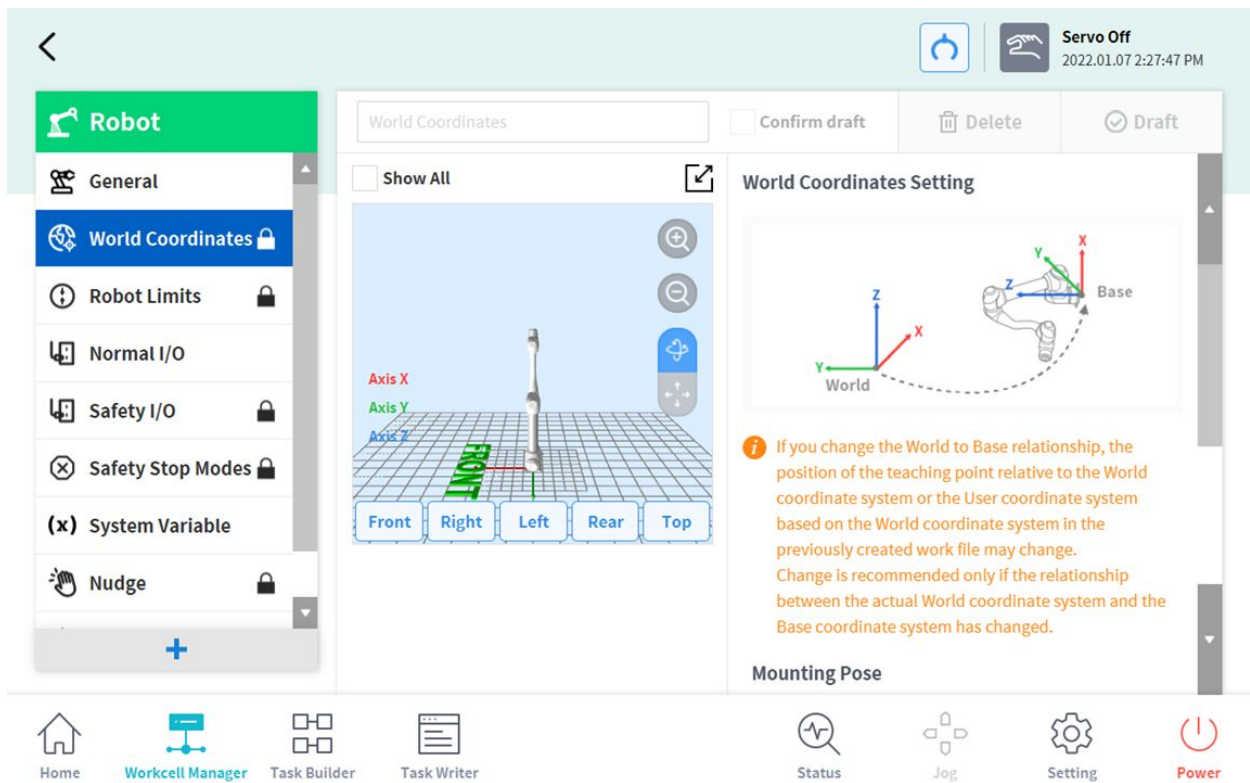 Servo Off
2022.01.07 2:27:47 PM
Robot
General
World Coordinates
Robot Limits
Normal I/O
Safety I/O
Safety Stop Modes
(x) System Variable
Nudge
+
World Coordinates
Confirm draft
Delete
Draft
Show All
Axis X
Axis Y
Axis Z
FRONT
Front
Right
Left
Rear
Top
World Coordinates Setting
Z
X
Y
World
X
Y
Z
Base
i
If you change the World to Base relationship, the
position of the teaching point relative to the World
coordinate system or the User coordinate system
based on the World coordinate system in the
previously created work file may change.
Change is recommended only if the relationship
between the actual World coordinate system and the
Base coordinate system has changed.
Mounting Pose
Home
Workcell Manager
Task Builder
Task Writer
Status
Jog
Setting
Power